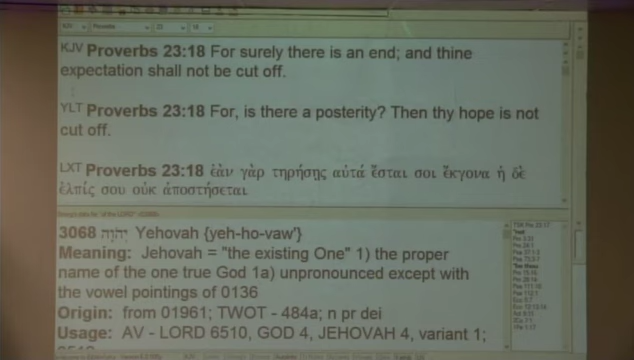 KJV Proverbs 23:18 For surely there is an end; and thine
expectation shall not be cut off.
YLT Proverbs 23:18 For, is there a posterity? Then thy hope is not
cut off.
LXT Proverbs 23:18 ἐὰν γὰρ τηρήσῃς αὐτά ἔσται σοι ἔκγονα ἡ δὲ
ἐλπίς σου οὐκ ἀποστήσεται
3068 יְהֹוָה Yehovah {yeh-ho-vaw'}
Meaning: Jehovah = "the existing One" 1) the proper
name of the one true God 1a) unpronounced except with
the vowel pointings of 0136
Origin: from 01961; TWOT - 484a; n pr dei
Usage: AV - LORD 6510, GOD 4, JEHOVAH 4, variant 1;